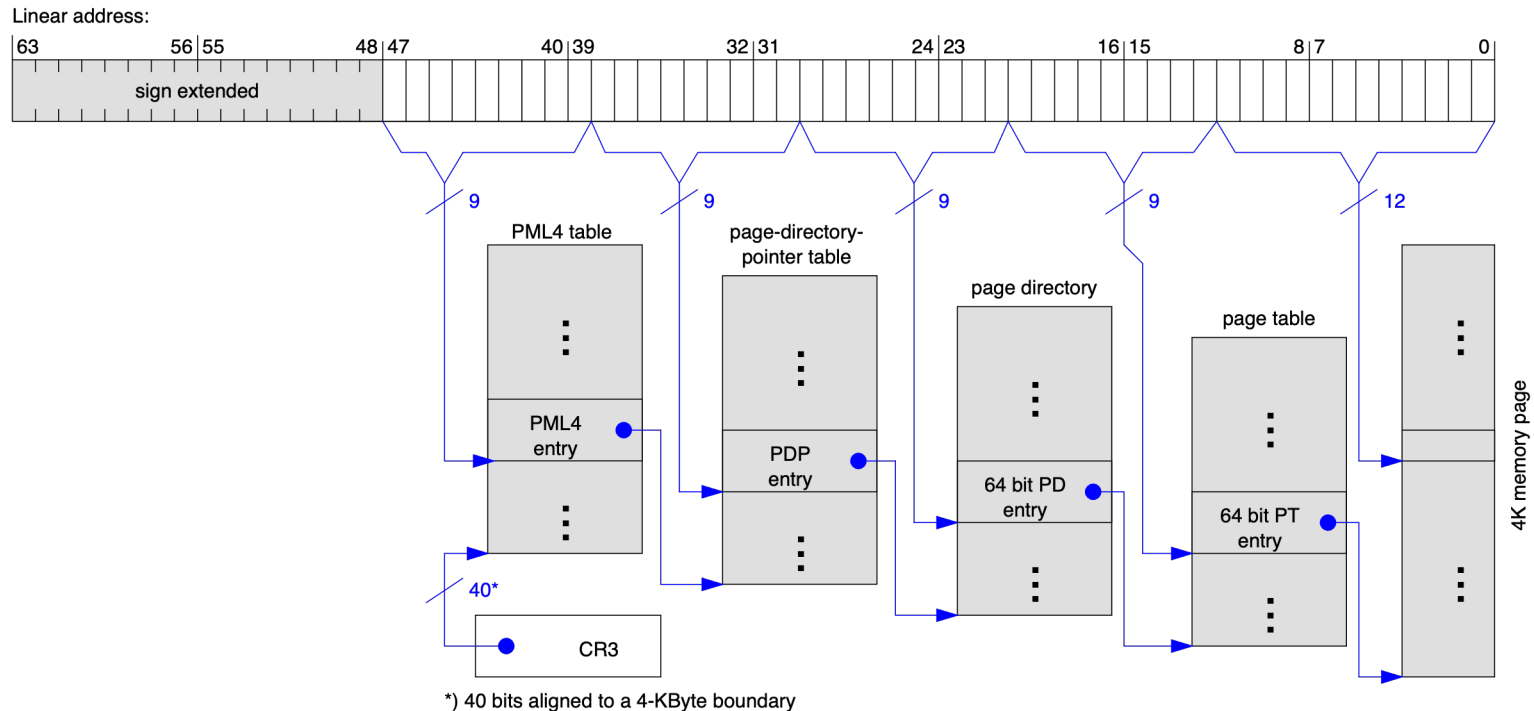 Linear address:
63 56 55 48 47 40 39 32 31 24 23 16 15 8 7 0
sign extended
9 9 9 9 12
PML4 table
page-directory-
pointer table
page directory
page table
PML4
entry
PDP
entry
64 bit PD
entry
64 bit PT
entry
4K memory page
40*
CR3
*) 40 bits aligned to a 4-KByte boundary